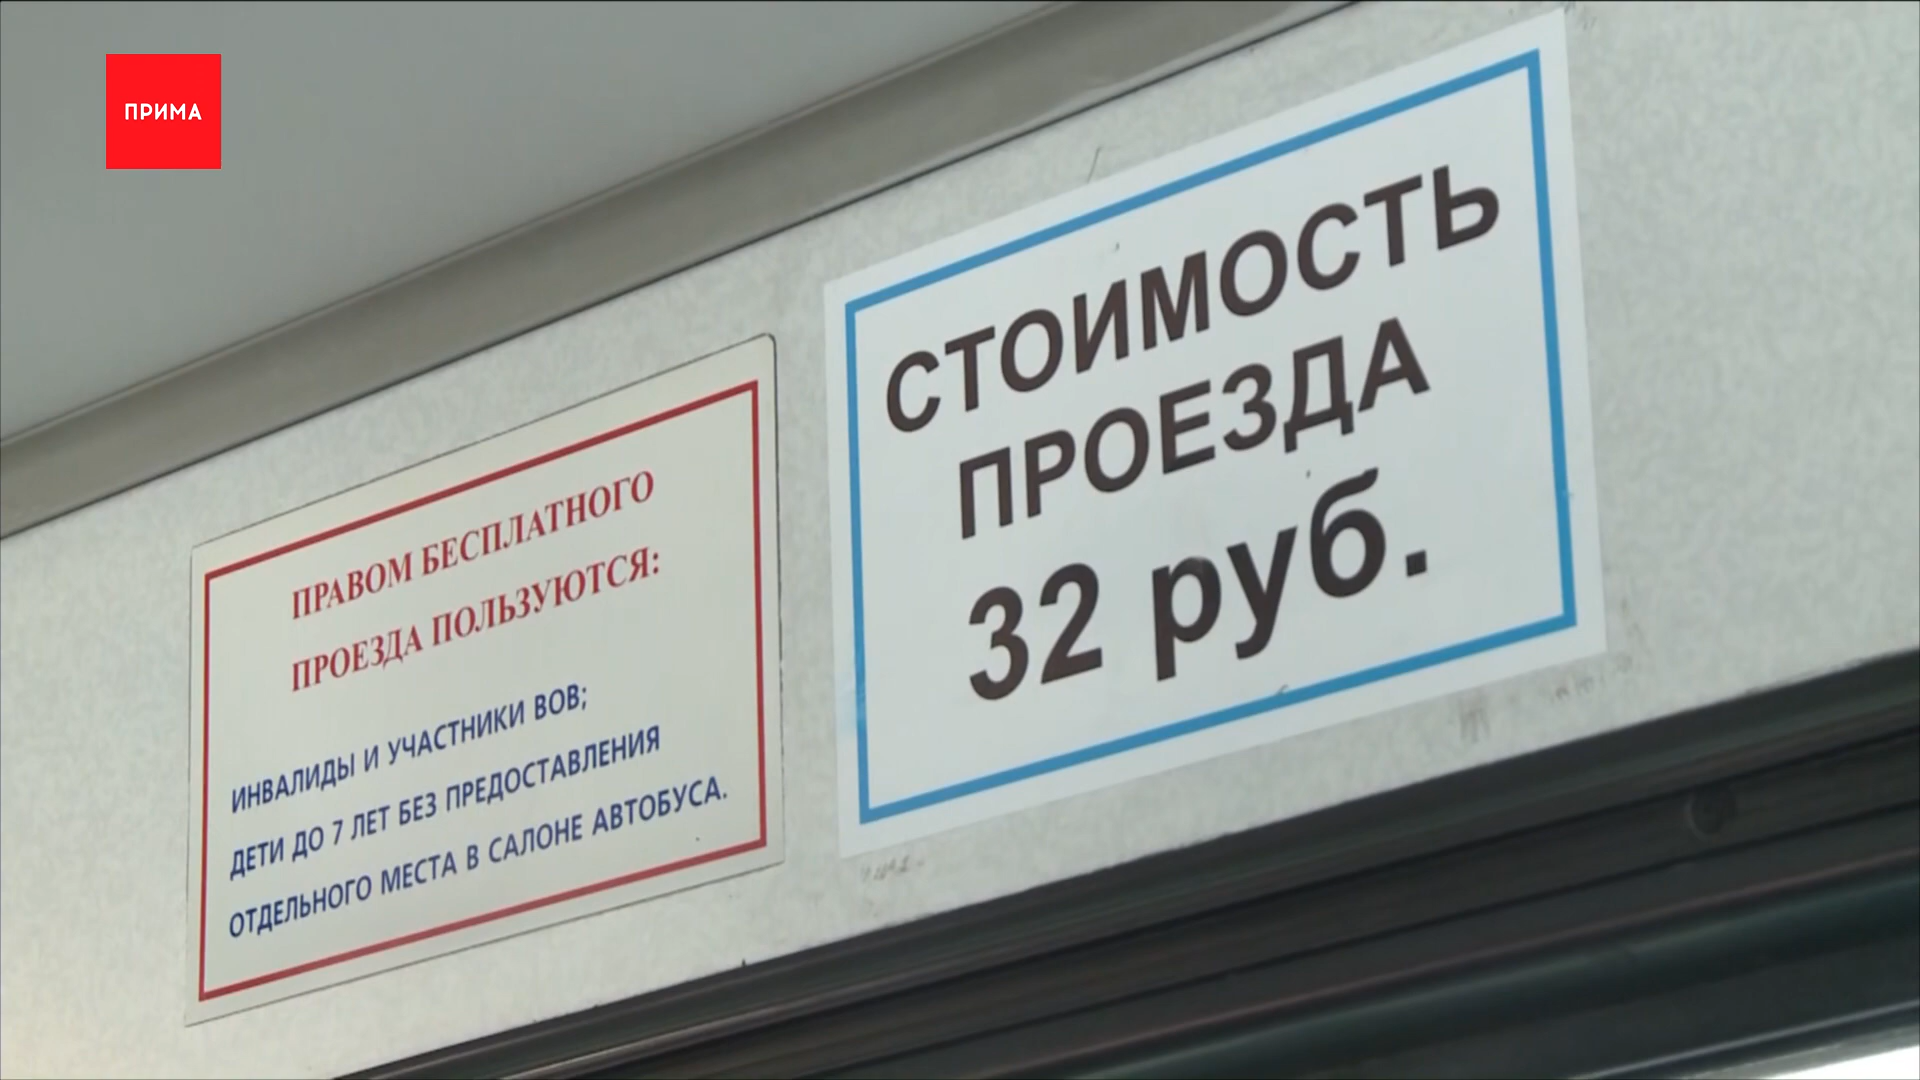 ПРИМА
ПРАВОМ БЕСПЛАТНОГО
ПРОЕЗДА ПОЛЬЗУЮТСЯ:
ИНВАЛИДЫ И УЧАСТНИКИ ВОВ;
ДЕТИ ДО 7 ЛЕТ БЕЗ ПРЕДОСТАВЛЕНИЯ
ОТДЕЛЬНОГО МЕСТА В САЛОНЕ АВТОБУСА.
СТОИМОСТЬ
ПРОЕЗДА
32 руб.